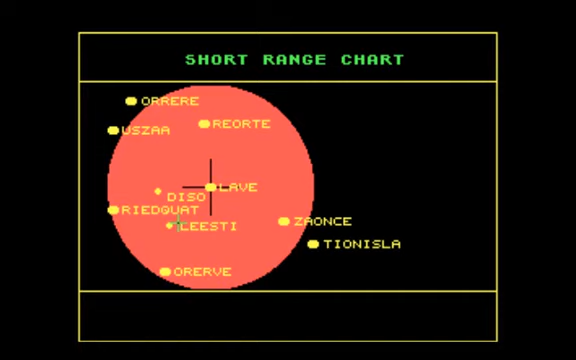 SHORT RANGE CHART
ORRERE
REORTE
USZAA
LAVE
DISO
RIEDQUAT
ZAONCE
LEESTI
TIONISLA
ORERVE